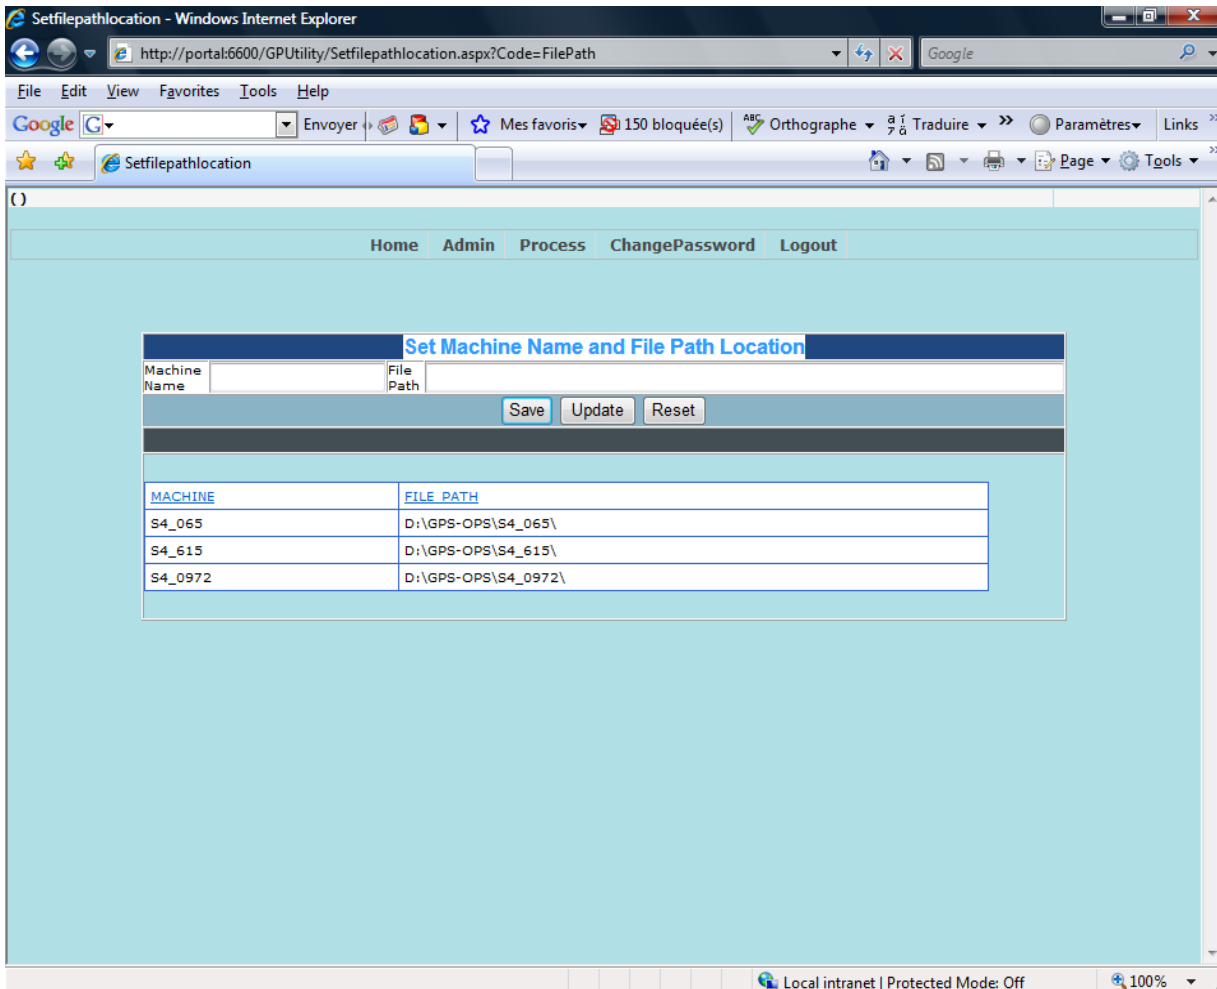 Setfilepathlocation - Windows Internet Explorer
http://portal:6600/GPUtility/Setfilepathlocation.aspx?Code=FilePath Google
File Edit View Favorites Tools Help
Google G Envoyer Mes favoris 150 bloquée(s) ABC Orthographe Traduire » Paramètres Links »
Setfilepathlocation Page Tools »
()
Home Admin Process ChangePassword Logout
Set Machine Name and File Path Location
Machine Name File Path
Save Update Reset
MACHINE FILE PATH
S4_065 D:\GPS-OPS\S4_065\
S4_615 D:\GPS-OPS\S4_615\
S4_0972 D:\GPS-OPS\S4_0972\
Local intranet | Protected Mode: Off 100%